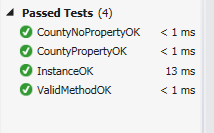 Passed Tests (4)
CountyNoPropertyOK < 1 ms
CountyPropertyOK < 1 ms
InstanceOK 13 ms
ValidMethodOK < 1 ms